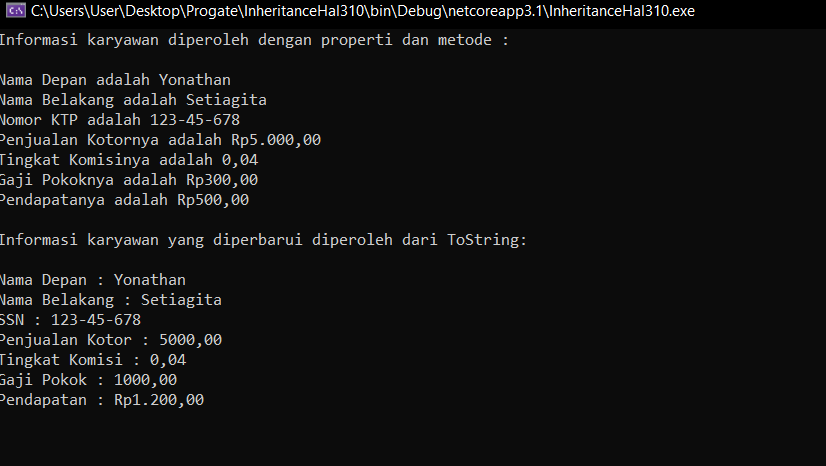 C:\Users\User\Desktop\Progate\InheritanceHal310\bin\Debug\netcoreapp3.1\InheritanceHal310.exe
Informasi karyawan diperoleh dengan properti dan metode :
Nama Depan adalah Yonathan
Nama Belakang adalah Setiagita
Nomor KTP adalah 123-45-678
Penjualan Kotornya adalah Rp5.000,00
Tingkat Komisinya adalah 0,04
Gaji Pokoknya adalah Rp300,00
Pendapatanya adalah Rp500,00
Informasi karyawan yang diperbarui diperoleh dari ToString:
Nama Depan : Yonathan
Nama Belakang : Setiagita
SSN : 123-45-678
Penjualan Kotor : 5000,00
Tingkat Komisi : 0,04
Gaji Pokok : 1000,00
Pendapatan : Rp1.200,00